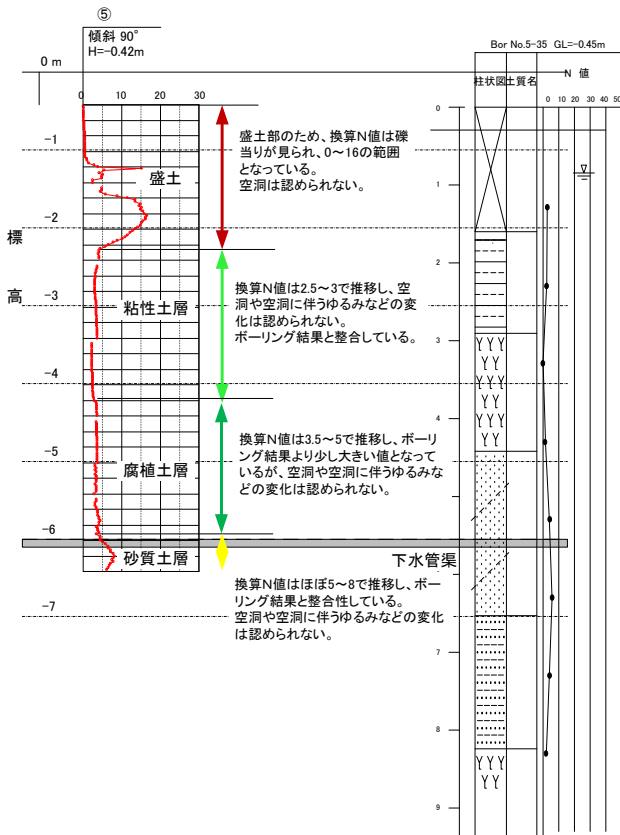 ⑤
傾斜 90°
H=-0.42m
Bor No.5-35 GL=-0.45m
0 m
柱状図
土質名
N 値
0 10 20 30 40 50
0 15 30
標高
-1
-2
-3
-4
-5
-6
-7
盛土
粘性土層
腐植土層
砂質土層
盛土部のため、換算N値は礫
当りが見られ、0～16の範囲
となっている。
空洞は認められない。
換算N値は2.5～3で推移し、空
洞や空洞に伴うゆるみなどの変
化は認められない。
ボーリング結果と整合している。
換算N値は3.5～5で推移し、ボーリ
ング結果より少し大きい値となって
いるが、空洞や空洞に伴うゆるみな
どの変化は認められない。
下水管渠
換算N値はほぼ5～8で推移し、ボー
リング結果と整合性している。
空洞や空洞に伴うゆるみなどの変化
は認められない。
0
1
2
3
4
7
8
9